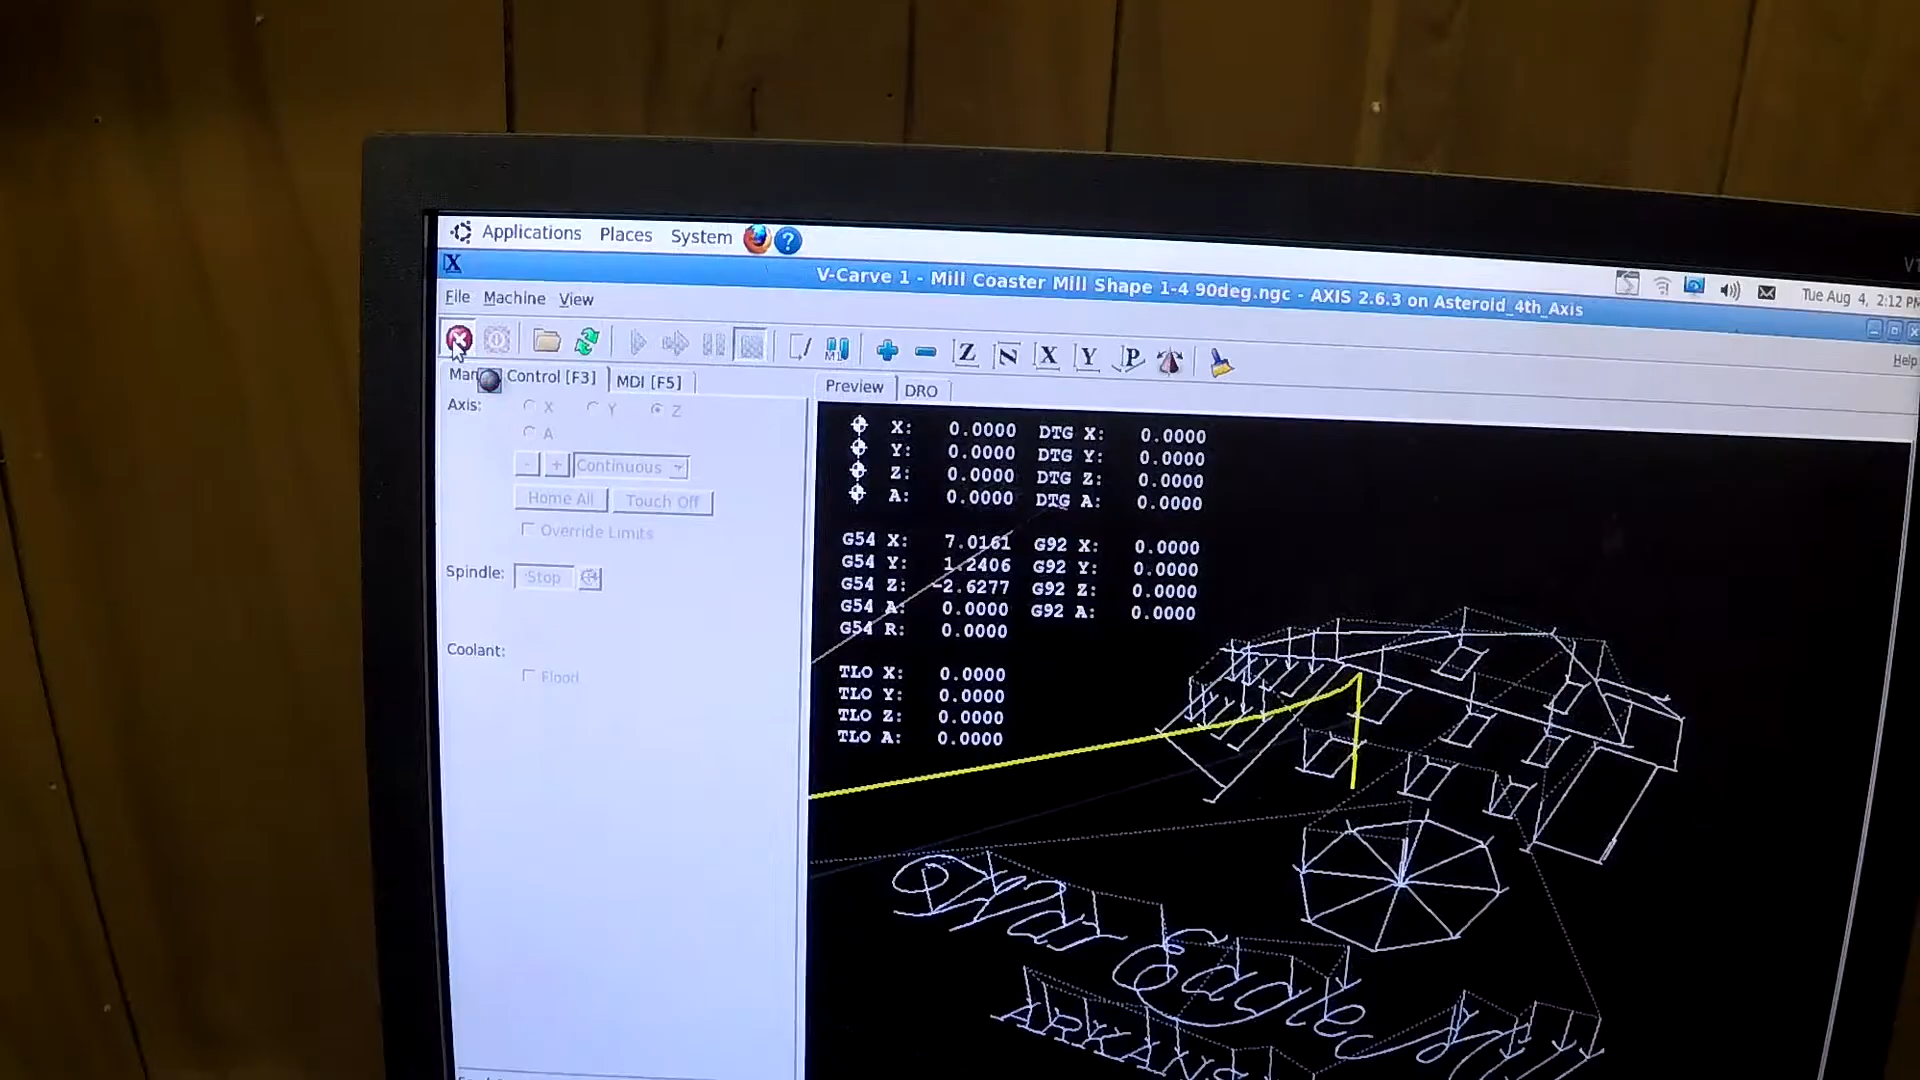 Applications Places System
V-Carve 1 - Mill Coaster Mill Shape 1-4 90deg.ngc - AXIS 2.6.3 on Asteroid_4th_Axis
Tue Aug 4, 2:12 PM
File Machine View
Help
Z N X Y P
Control [F3] MDI [F5]
Preview DRO
Axis: X Y Z
A
- + Continuous
Home All Touch Off
Override Limits
Spindle: Stop
Coolant:
Flood
X: 0.0000 DTG X: 0.0000
Y: 0.0000 DTG Y: 0.0000
Z: 0.0000 DTG Z: 0.0000
A: 0.0000 DTG A: 0.0000
G54 X: 7.0161 G92 X: 0.0000
G54 Y: 1.2406 G92 Y: 0.0000
G54 Z: -2.6277 G92 Z: 0.0000
G54 A: 0.0000 G92 A: 0.0000
G54 R: 0.0000
TLO X: 0.0000
TLO Y: 0.0000
TLO Z: 0.0000
TLO A: 0.0000
War Eagle Mill